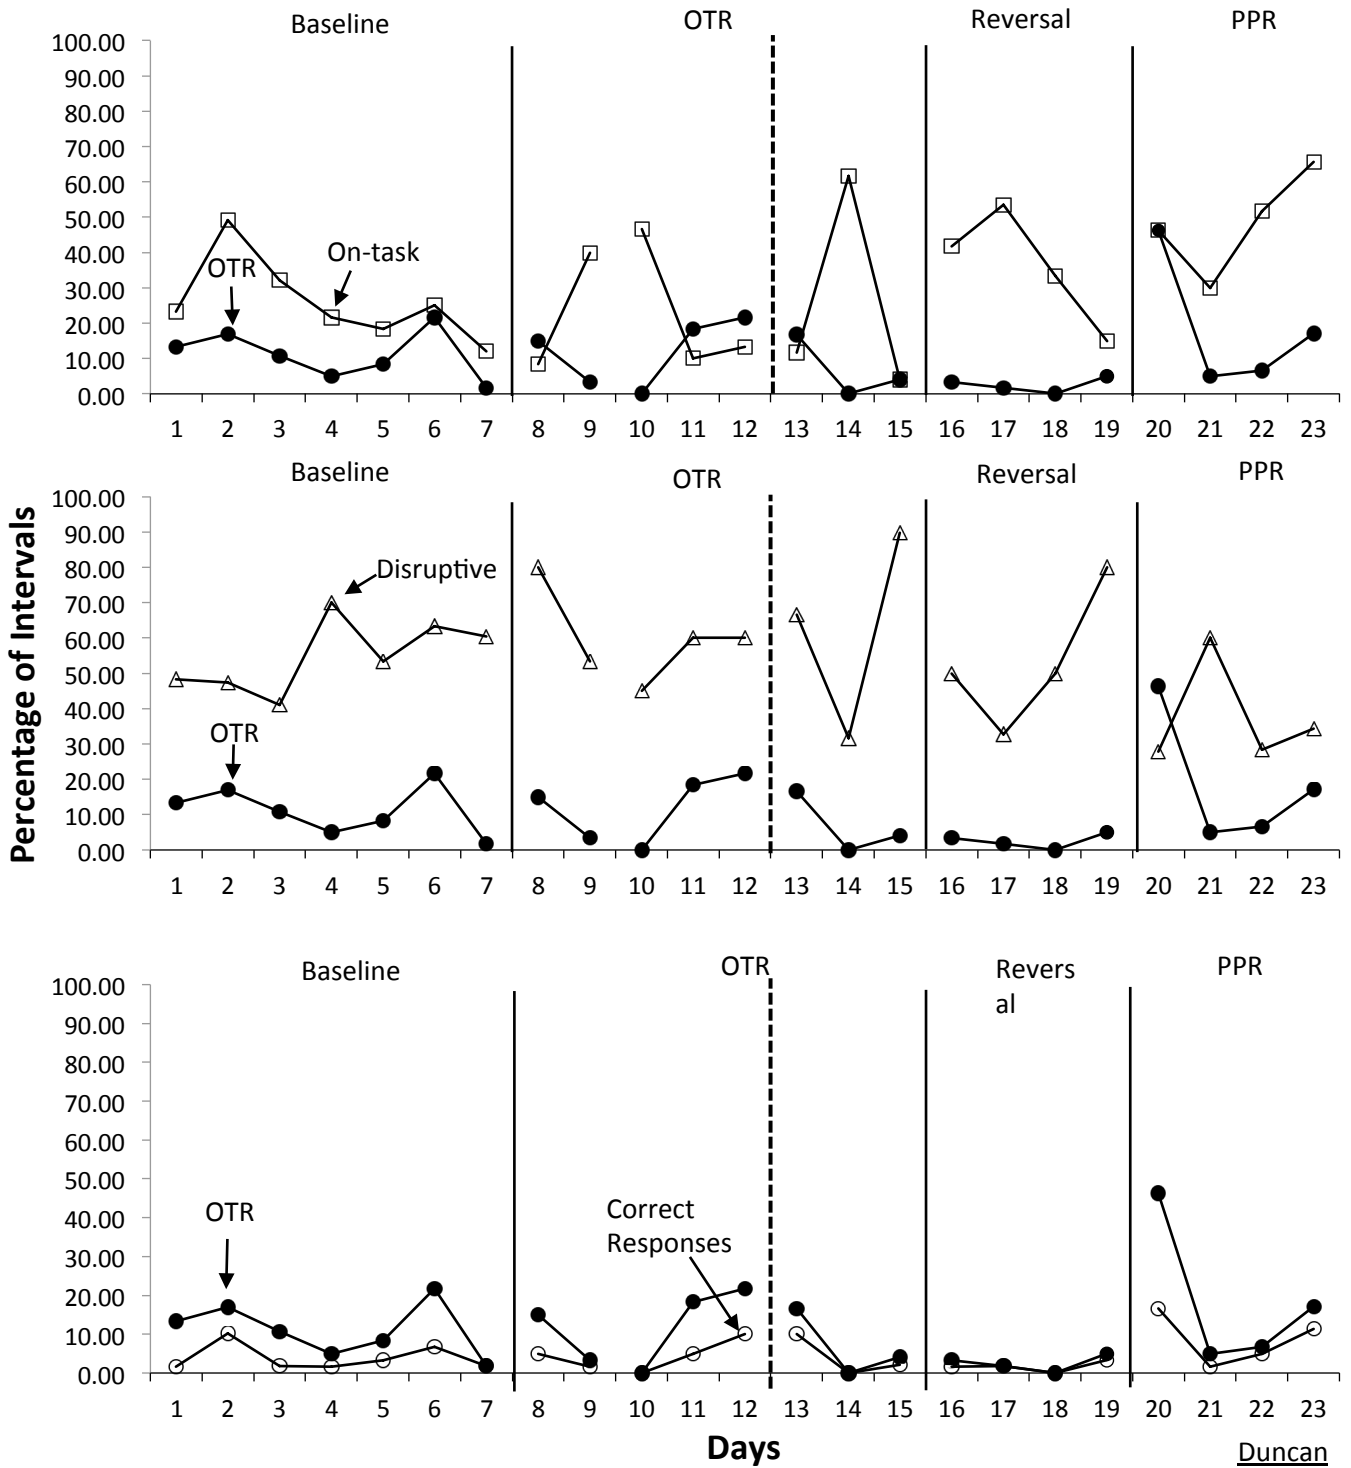 Baseline OTR Reversal PPR
100.00
90.00
80.00
70.00
60.00
50.00
40.00
30.00
20.00
10.00
0.00
On-task
OTR
1 2 3 4 5 6 7 8 9 10 11 12 13 14 15 16 17 18 19 20 21 22 23
Baseline OTR Reversal PPR
Percentage of Intervals
100.00
90.00
80.00
70.00
60.00
50.00
40.00
30.00
20.00
10.00
0.00
Disruptive
OTR
1 2 3 4 5 6 7 8 9 10 11 12 13 14 15 16 17 18 19 20 21 22 23
Baseline OTR Revers PPR
al
100.00
90.00
80.00
70.00
60.00
50.00
40.00
30.00
20.00
10.00
0.00
OTR
Correct
Responses
1 2 3 4 5 6 7 8 9 10 11 12 13 14 15 16 17 18 19 20 21 22 23
Days
Duncan